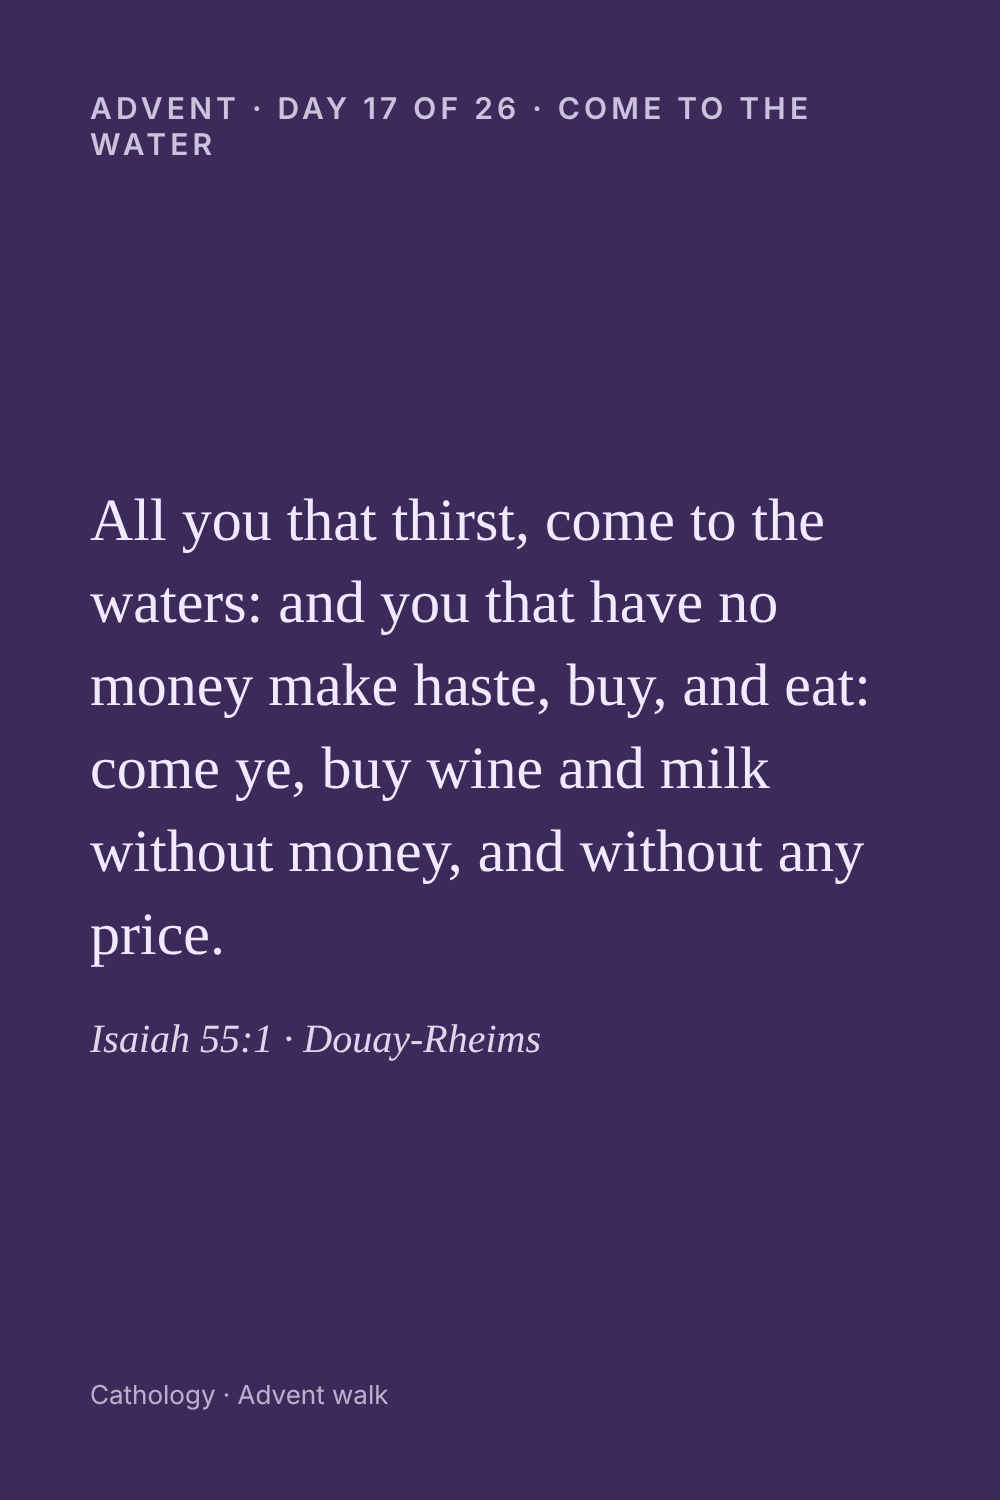 ADVENT · DAY 17 OF 26 · COME TO THE
WATER
All you that thirst, come to the
waters: and you that have no
money make haste, buy, and eat:
come ye, buy wine and milk
without money, and without any
price.
Isaiah 55:1 · Douay-Rheims
Cathology · Advent walk